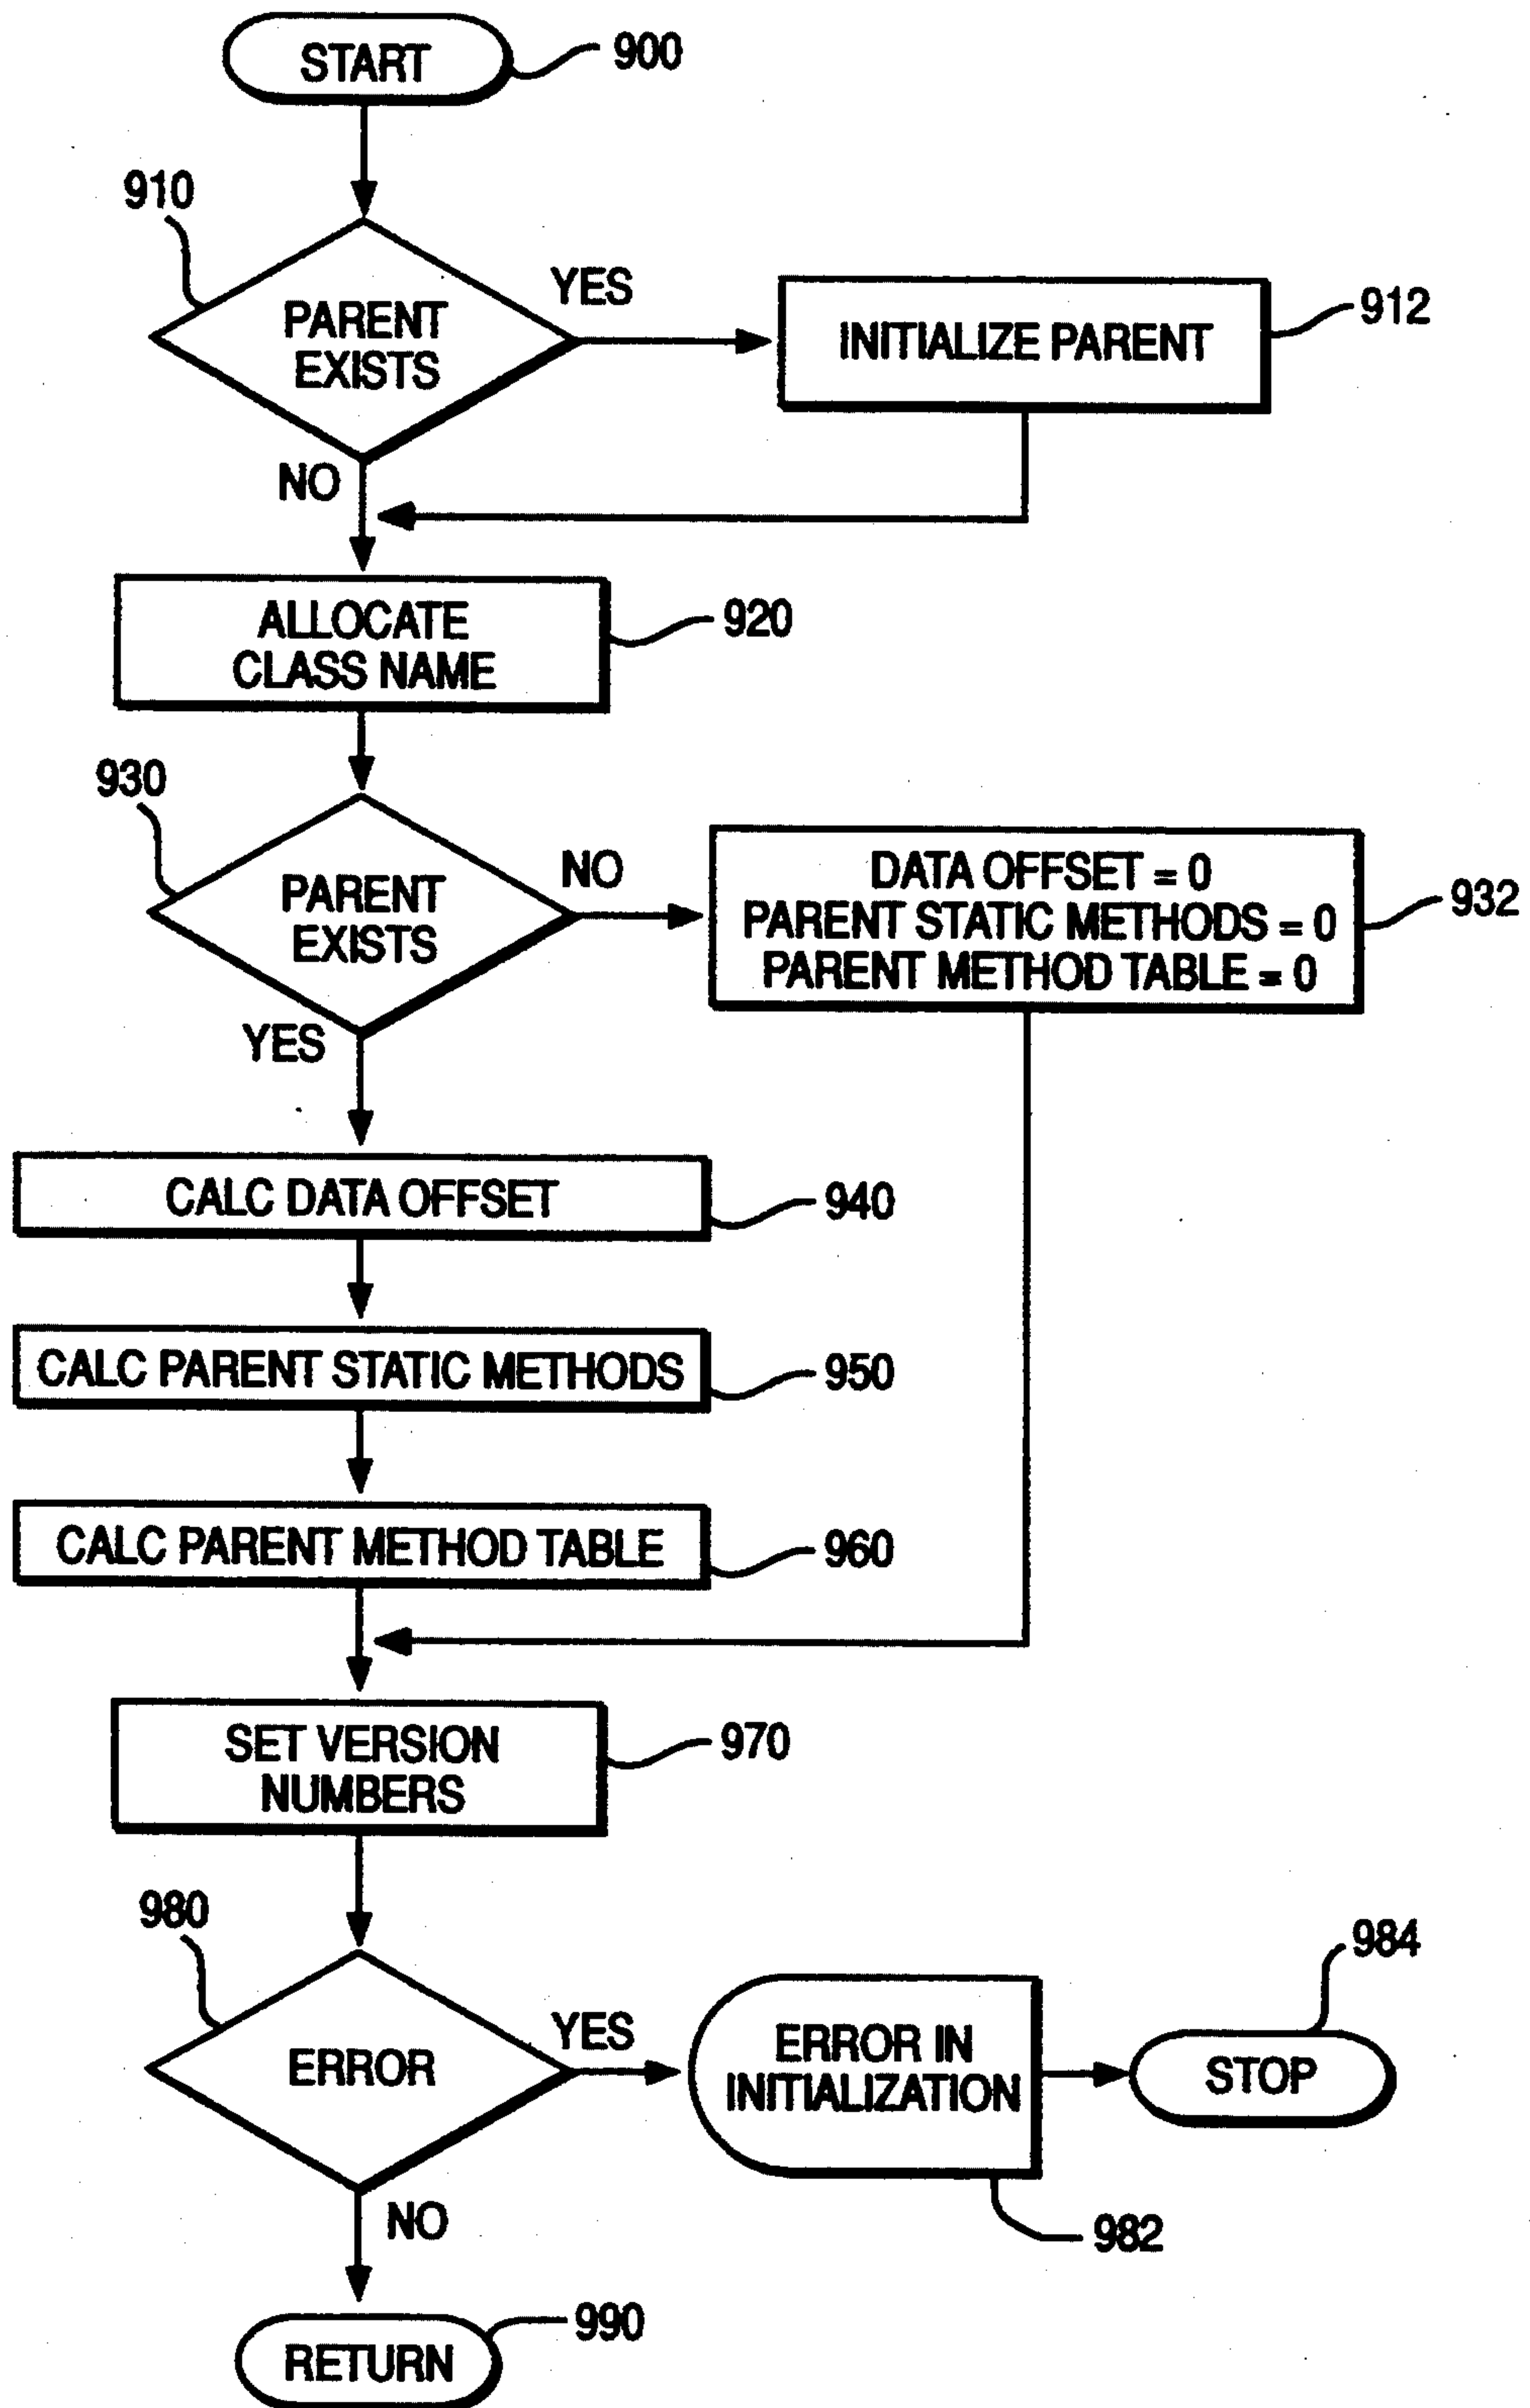 START
900
910
PARENT
EXISTS
YES
INITIALIZE PARENT
912
NO
ALLOCATE
CLASS NAME
920
930
PARENT
EXISTS
NO
DATA OFFSET = 0
PARENT STATIC METHODS = 0
PARENT METHOD TABLE = 0
932
YES
CALC DATA OFFSET
940
CALC PARENT STATIC METHODS
950
CALC PARENT METHOD TABLE
960
SET VERSION
NUMBERS
970
980
ERROR
YES
ERROR IN
INITIALIZATION
982
984
STOP
NO
990
RETURN